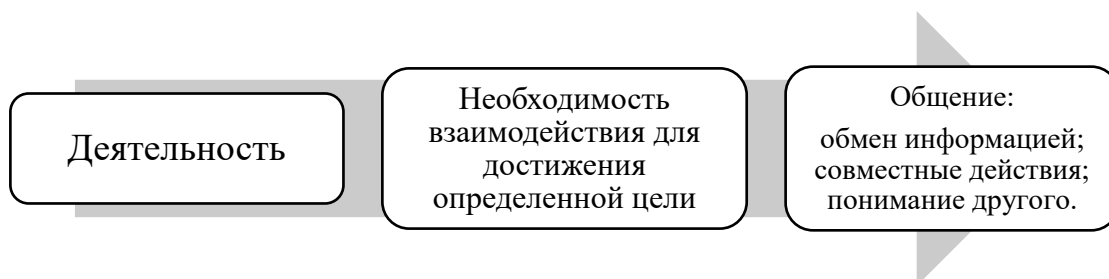 Деятельность
Необходимость
взаимодействия для
достижения
определенной цели
Общение:
обмен информацией;
совместные действия;
понимание другого.